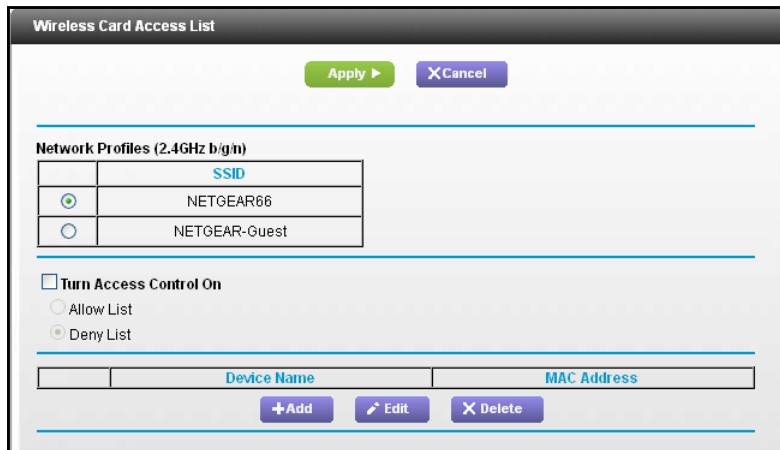 Wireless Card Access List
Apply
Cancel
Network Profiles (2.4GHz b/g/n)
SSID
NETGEAR66
NETGEAR-Guest
Turn Access Control On
Allow List
Deny List
Device Name MAC Address
Add Edit Delete